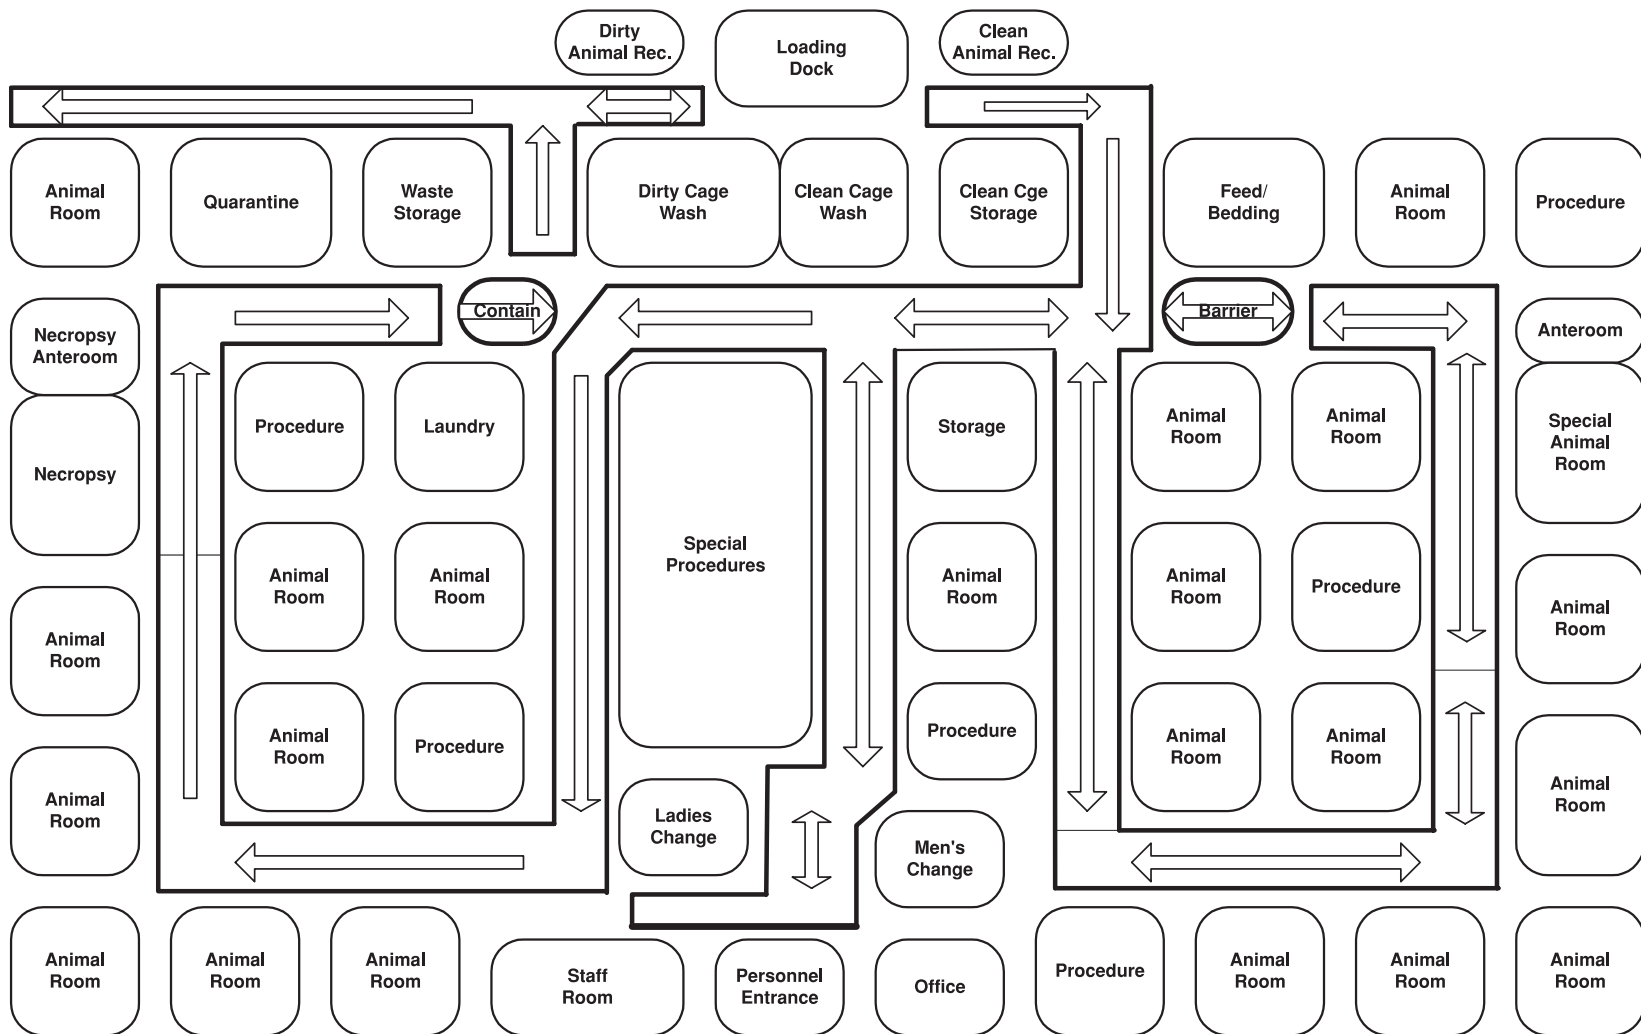 Dirty
Animal Rec.
Loading
Dock
Clean
Animal Rec.
Animal
Room
Quarantine
Waste
Storage
Dirty Cage
Wash
Clean Cage
Wash
Clean Cge
Storage
Feed/
Bedding
Animal
Room
Procedure
Necropsy
Anteroom
Contain
Barrier
Anteroom
Necropsy
Procedure
Laundry
Special
Procedures
Storage
Animal
Room
Animal
Room
Special
Animal
Room
Animal
Room
Animal
Room
Animal
Room
Animal
Room
Animal
Room
Procedure
Animal
Room
Animal
Room
Animal
Room
Procedure
Ladies
Change
Procedure
Men's
Change
Animal
Room
Animal
Room
Animal
Room
Animal
Room
Animal
Room
Animal
Room
Staff
Room
Personnel
Entrance
Office
Procedure
Animal
Room
Animal
Room
Animal
Room